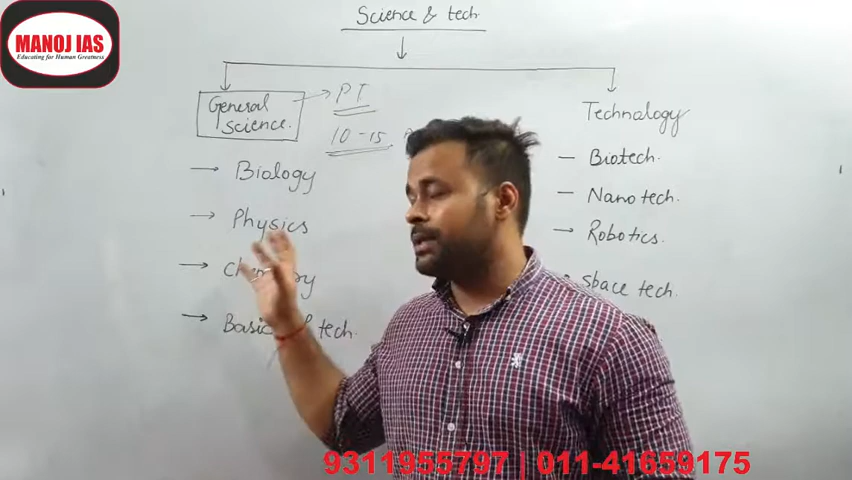 MANOJ IAS
Educating for Human Greatness
Science & tech
General
Science.
PT
10-15
Biology
Physics
Basic
tech.
Technology
Biotech.
Nano tech.
Robotics.
space tech.
9311955797 | 011-41659175